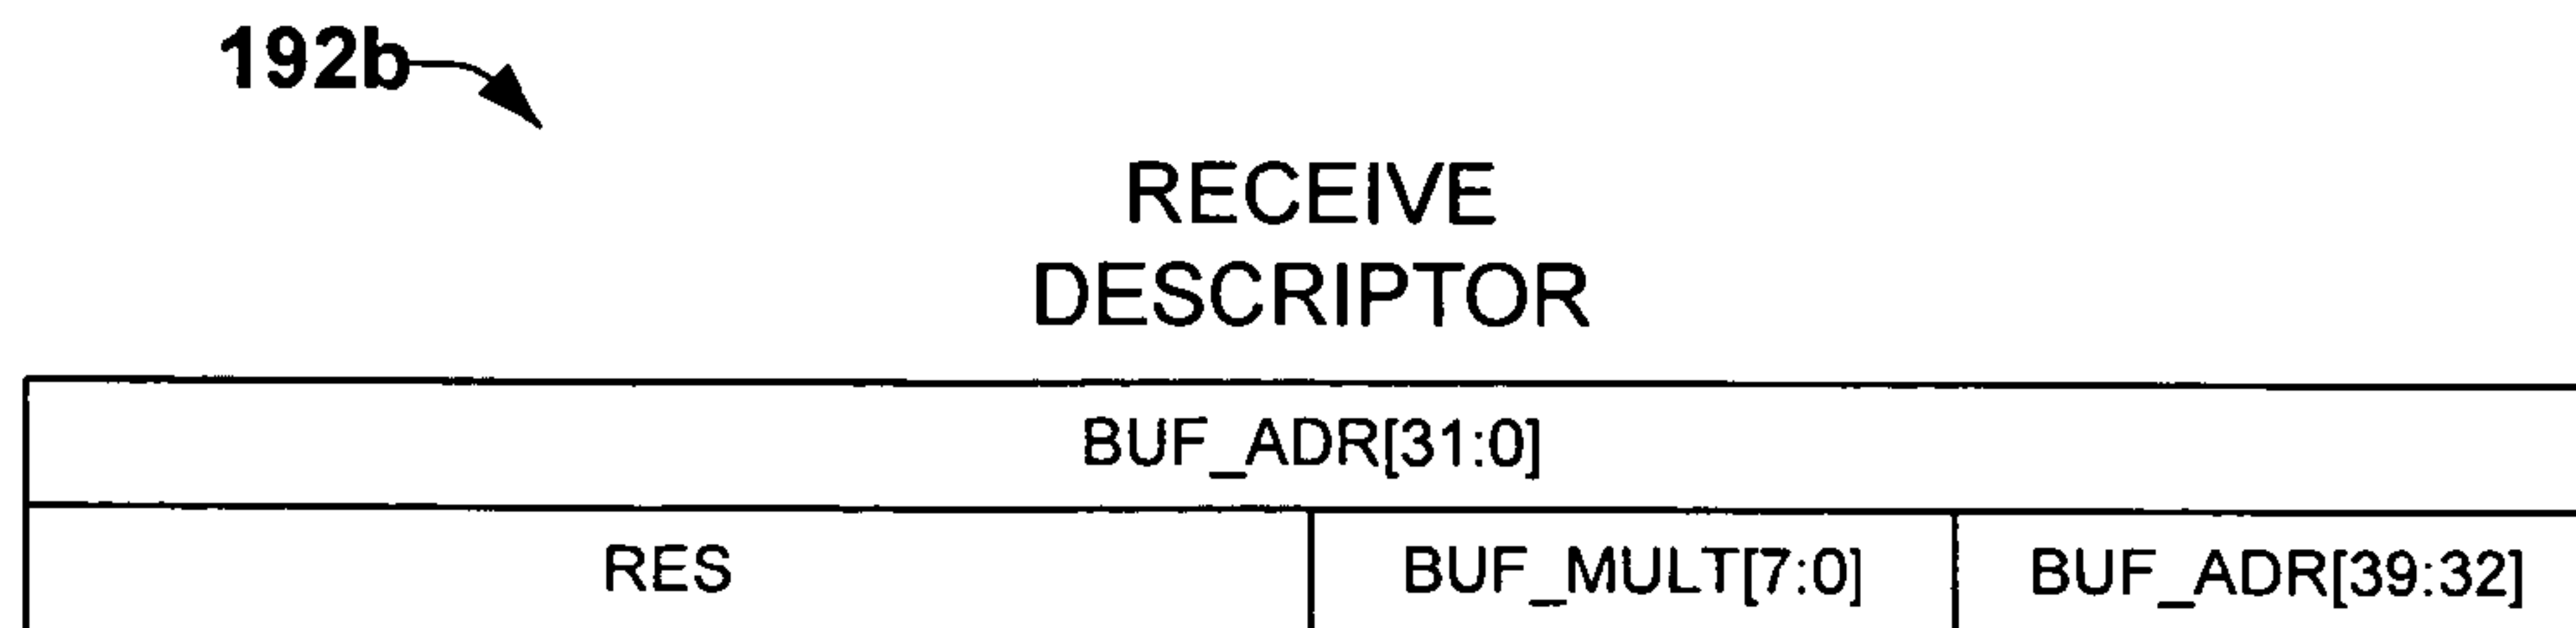 192b
RECEIVE
DESCRIPTOR
BUF_ADR[31:0]
RES BUF_MULT[7:0] BUF_ADR[39:32]